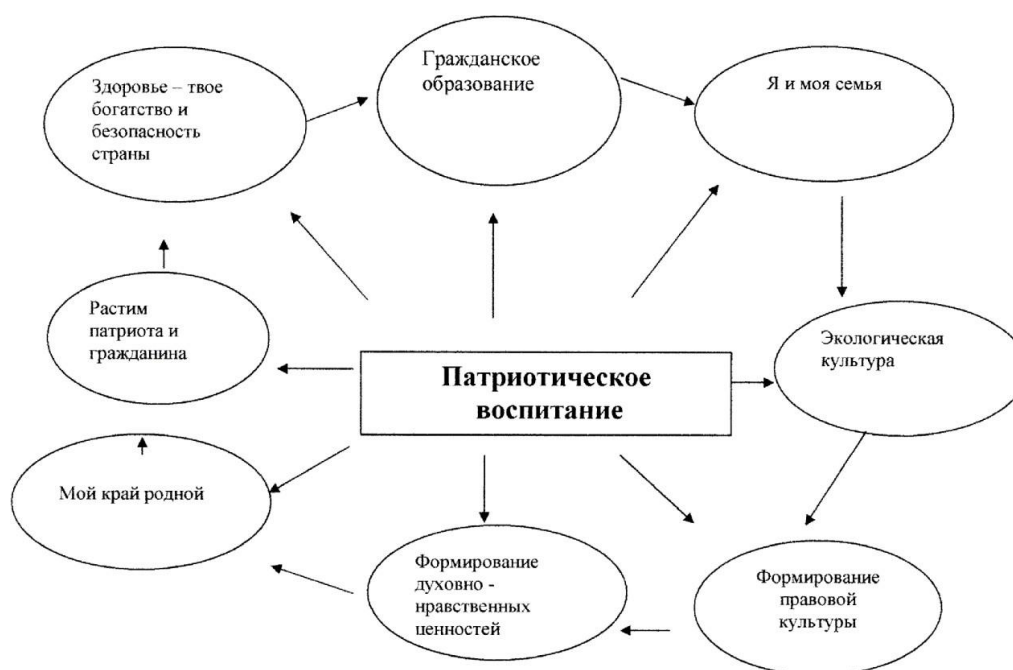 Здоровье – твое
богатство и
безопасность
страны
Гражданское
образование
Я и моя семья
Растим
патриота и
гражданина
Патриотическое
воспитание
Экологическая
культура
Мой край родной
Формирование
духовно -
нравственных
ценностей
Формирование
правовой
культуры